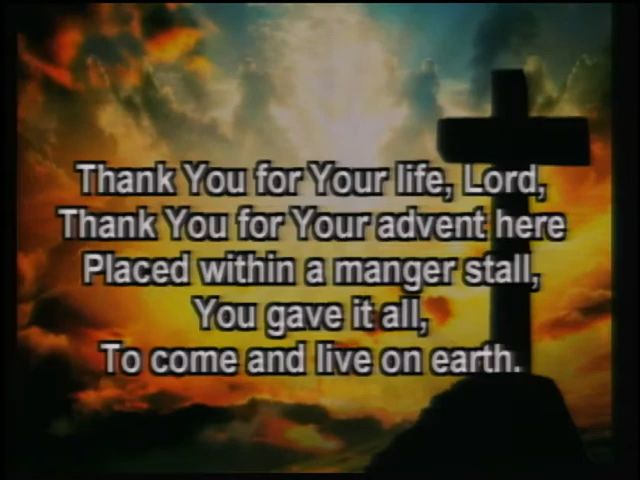 Thank You for Your life, Lord,
Thank You for Your advent here
Placed within a manger stall,
You gave it all,
To come and live on earth.